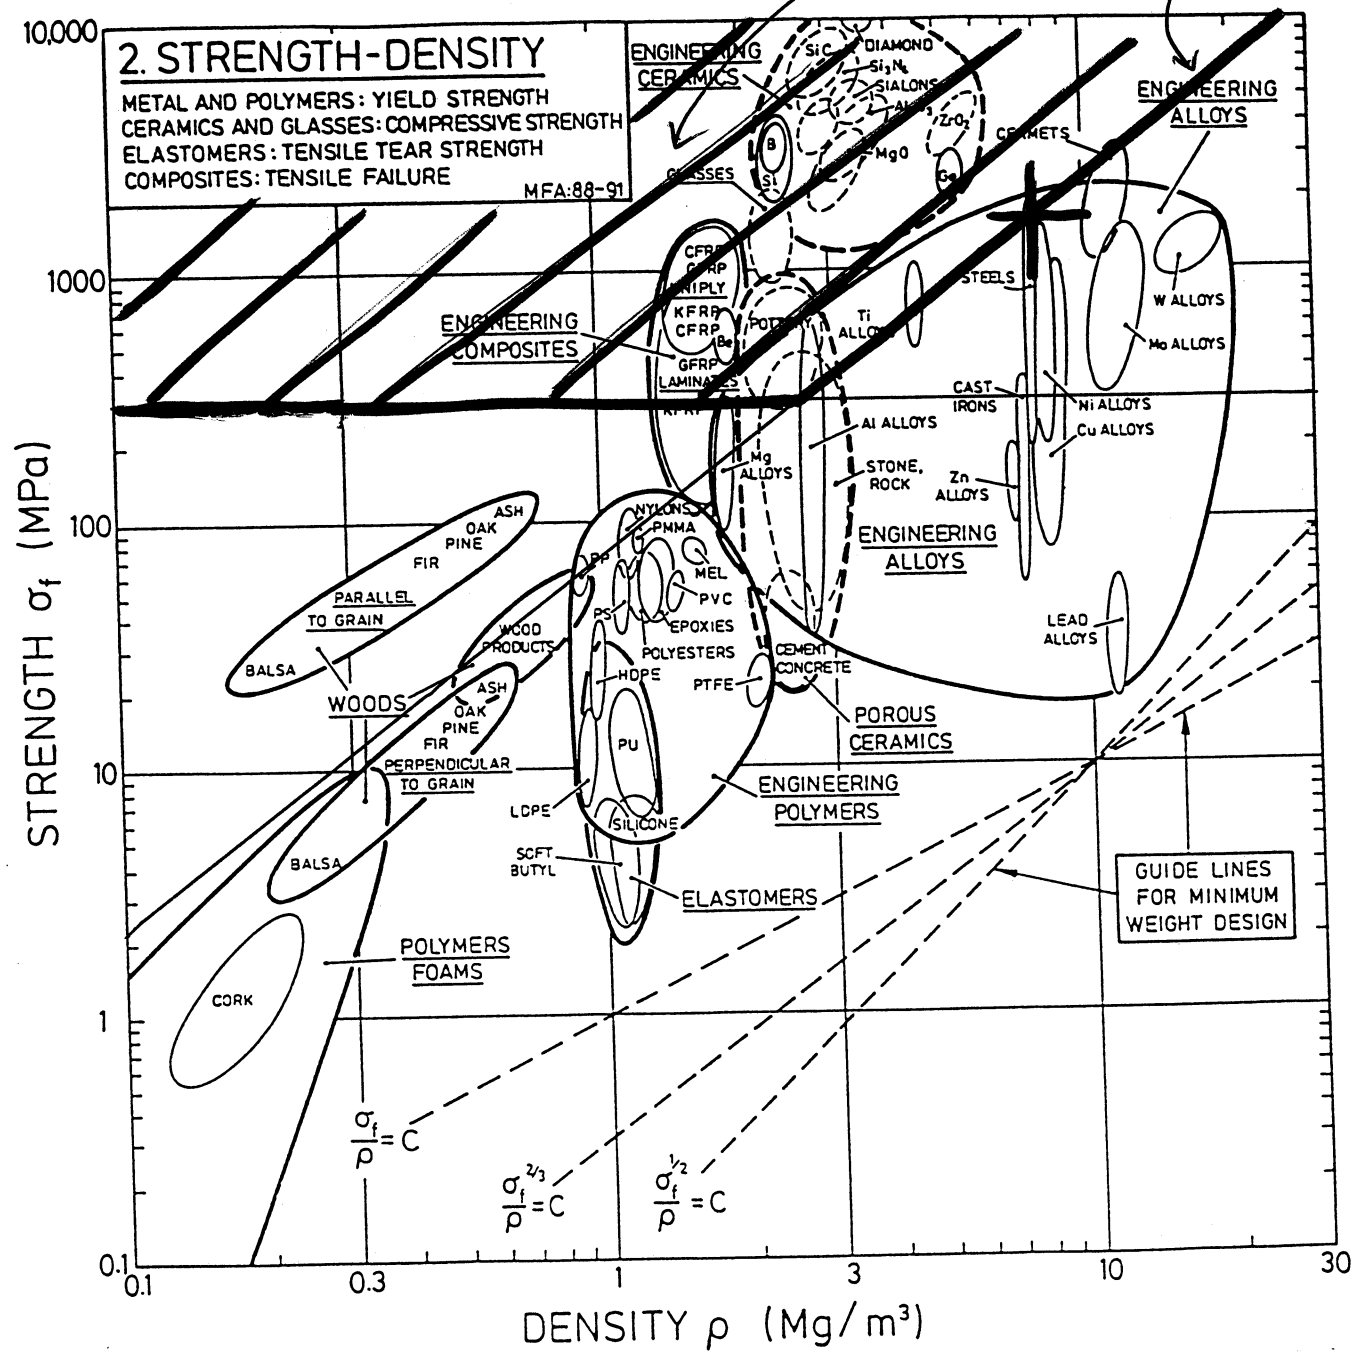 10,000
2. STRENGTH-DENSITY
METAL AND POLYMERS: YIELD STRENGTH
CERAMICS AND GLASSES: COMPRESSIVE STRENGTH
ELASTOMERS: TENSILE TEAR STRENGTH
COMPOSITES: TENSILE FAILURE
MFA:88-91
ENGINEERING
CERAMICS
DIAMOND
SiC
SIALONS
ZrO2
MgO
B
Si
Ge
GLASSES
CERMETS
ENGINEERING
ALLOYS
1000
CFRP
UNIPLY
KFRP
CFRP
Be
GFRP
LAMINATES
KFRP
ENGINEERING
COMPOSITES
POTTERY
Ti
ALLOYS
STEELS
W ALLOYS
Mo ALLOYS
CAST
IRONS
Ni ALLOYS
Cu ALLOYS
Al ALLOYS
Mg
ALLOYS
STONE,
ROCK
Zn
ALLOYS
ENGINEERING
ALLOYS
100
ASH
OAK
PINE
FIR
PARALLEL
TO GRAIN
BALSA
WOODS
NYLONS
PMMA
PP
MEL
PVC
PS
EPOXIES
POLYESTERS
HDPE
PTFE
WOOD
PRODUCTS
CEMENT
CONCRETE
LEAD
ALLOYS
POROUS
CERAMICS
ASH
OAK
PINE
FIR
PERPENDICULAR
TO GRAIN
BALSA
10
PU
LDPE
SILICONE
SOFT
BUTYL
ENGINEERING
POLYMERS
ELASTOMERS
GUIDE LINES
FOR MINIMUM
WEIGHT DESIGN
POLYMERS
FOAMS
CORK
1
σf/ρ=C
σf^2/3/ρ=C
σf^1/2/ρ=C
0.1
0.1
0.3
1
3
10
30
STRENGTH σf (MPa)
DENSITY ρ (Mg/m³)